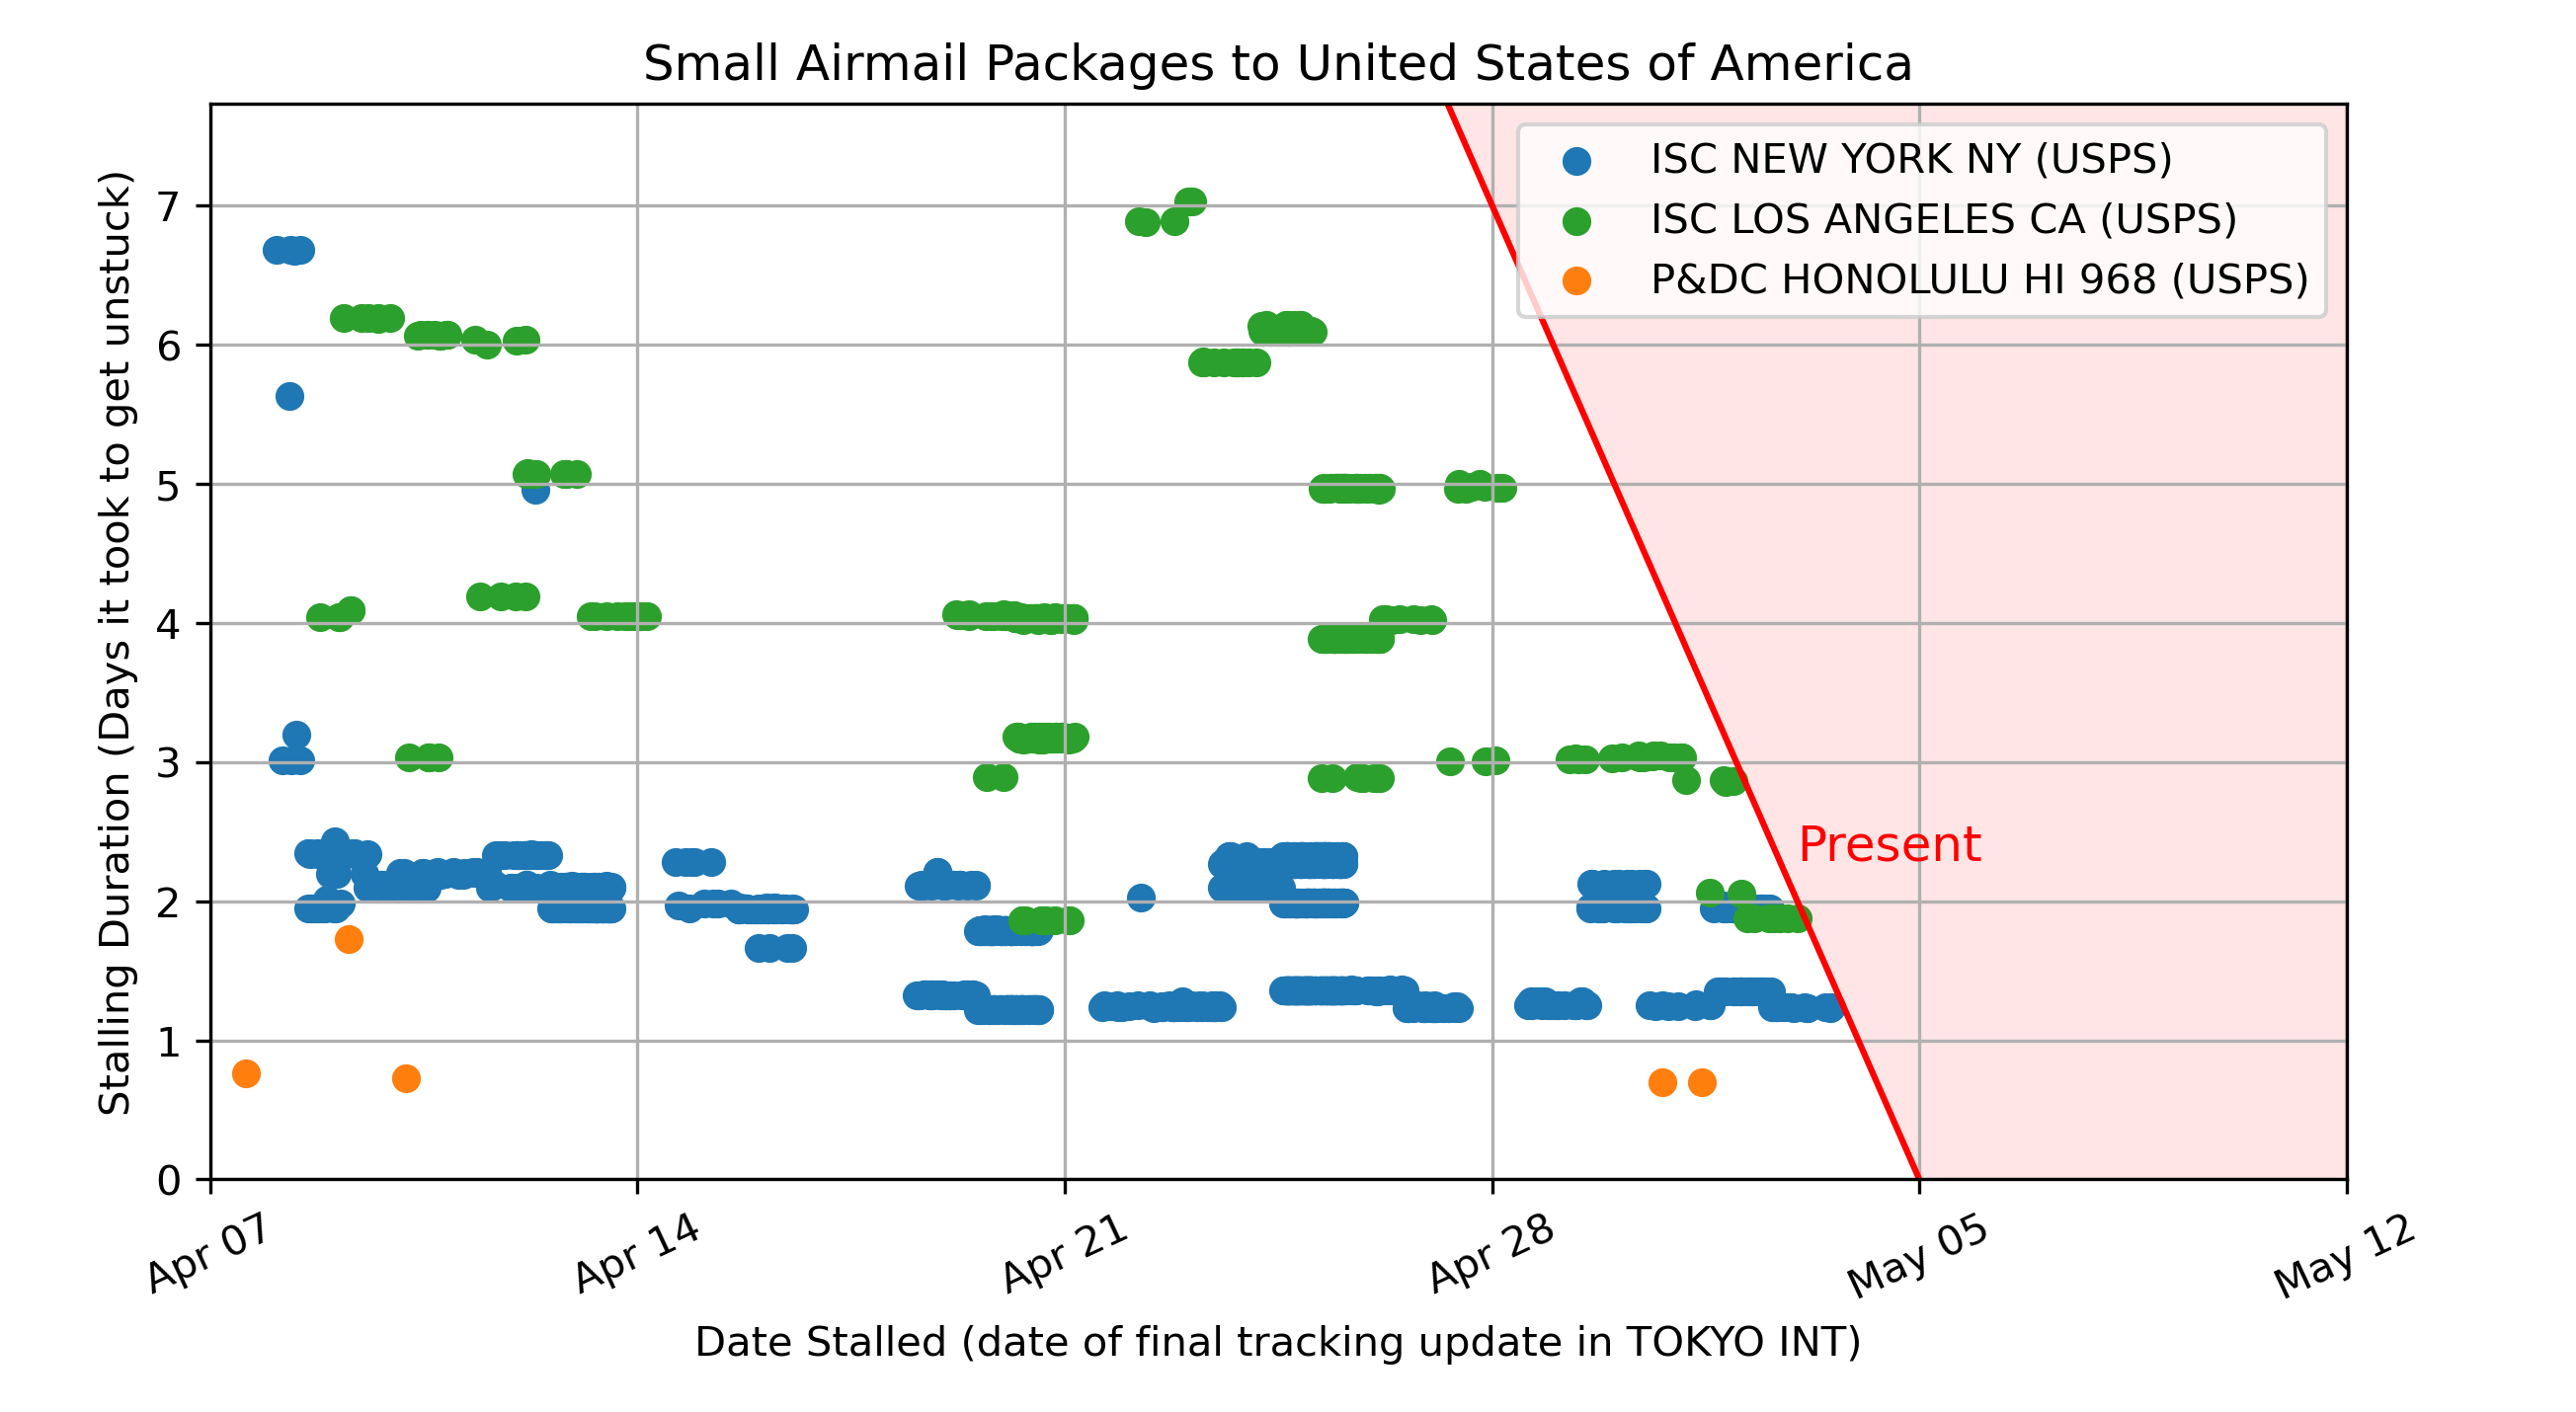 Small Airmail Packages to United States of America
Stalling Duration (Days it took to get unstuck)
7
6
5
4
3
2
1
0
ISC NEW YORK NY (USPS)
ISC LOS ANGELES CA (USPS)
P&DC HONOLULU HI 968 (USPS)
Present
Apr 07
Apr 14
Apr 21
Apr 28
May 05
May 12
Date Stalled (date of final tracking update in TOKYO INT)